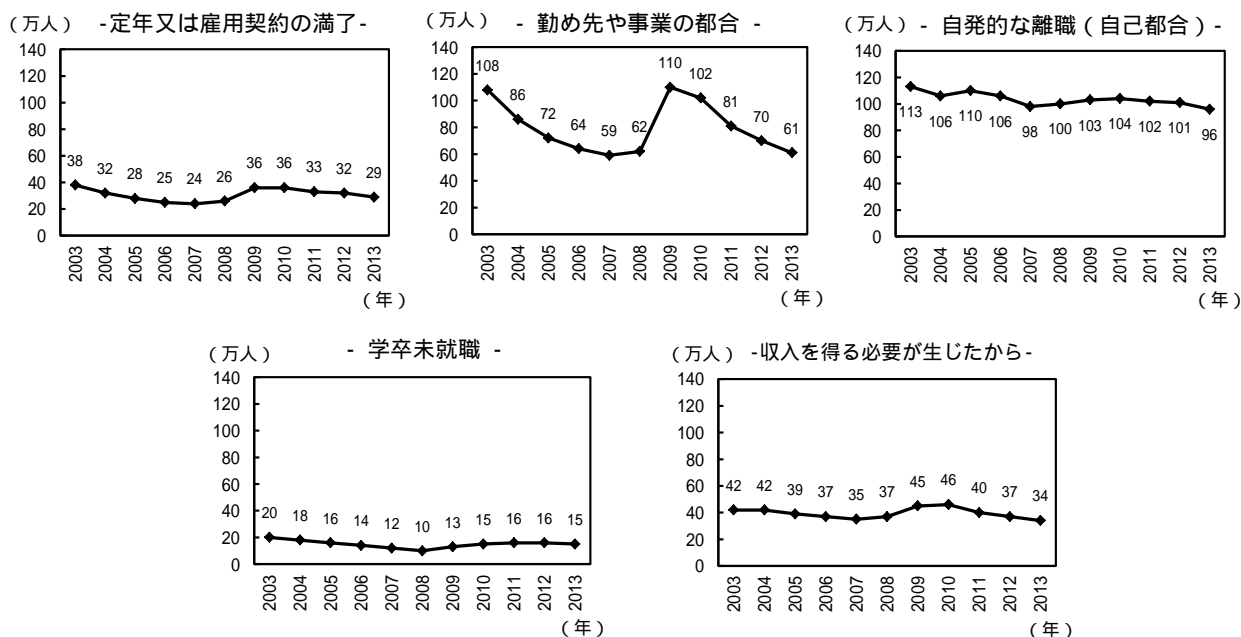 （万人） -定年又は雇用契約の満了-
140
120
100
80
60
40
20
0
38 32 28 25 24 26 36 36 33 32 29
2003 2004 2005 2006 2007 2008 2009 2010 2011 2012 2013
（年）
（万人） - 勤め先や事業の都合 -
140
120
100
80
60
40
20
0
108 86 72 64 59 62 110 102 81 70 61
2003 2004 2005 2006 2007 2008 2009 2010 2011 2012 2013
（年）
（万人） - 自発的な離職（自己都合）-
140
120
100
80
60
40
20
0
113 106 110 106 98 100 103 104 102 101 96
2003 2004 2005 2006 2007 2008 2009 2010 2011 2012 2013
（年）
（万人） - 学卒未就職 -
140
120
100
80
60
40
20
0
20 18 16 14 12 10 13 15 16 16 15
2003 2004 2005 2006 2007 2008 2009 2010 2011 2012 2013
（年）
（万人） -収入を得る必要が生じたから-
140
120
100
80
60
40
20
0
42 42 39 37 35 37 45 46 40 37 34
2003 2004 2005 2006 2007 2008 2009 2010 2011 2012 2013
（年）